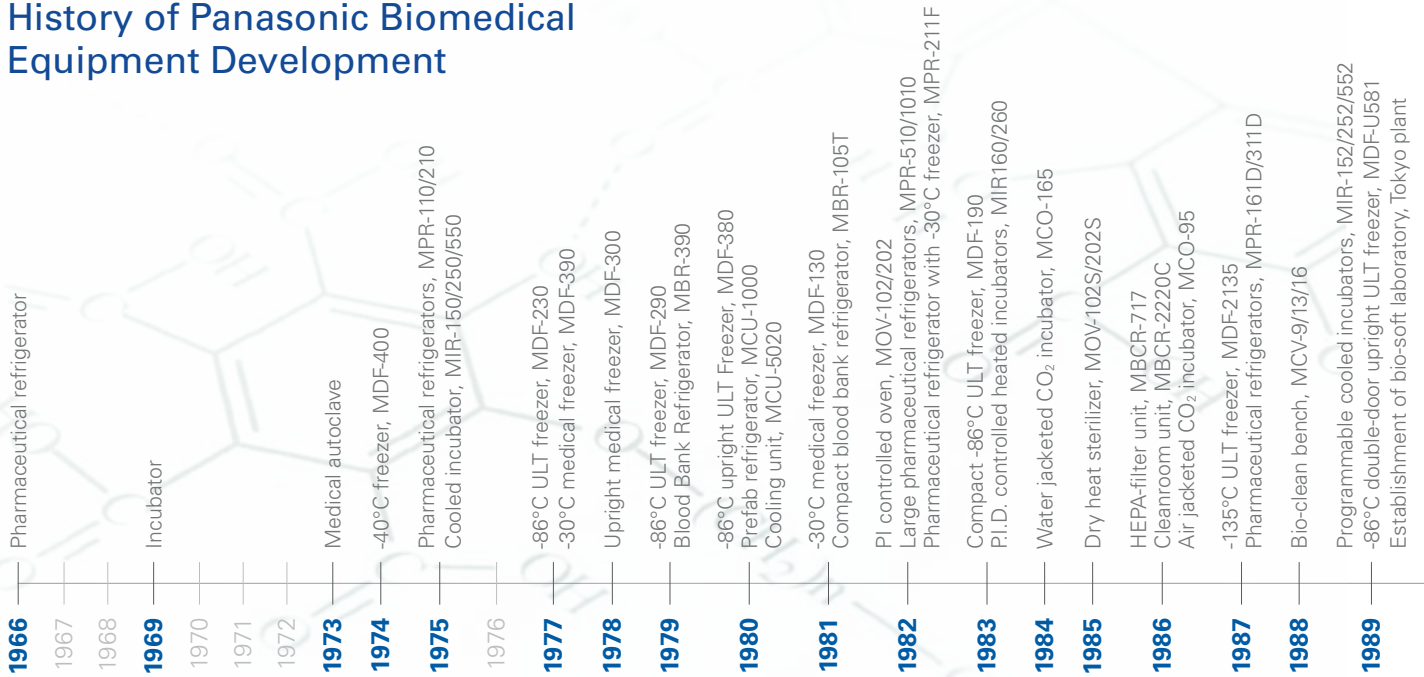 History of Panasonic Biomedical
Equipment Development
Pharmaceutical refrigerator
Incubator
Medical autoclave
-40°C freezer, MDF-400
Pharmaceutical refrigerators, MPR-110/210
Cooled incubator, MIR-150/250/550
-86°C ULT freezer, MDF-230
-30°C medical freezer, MDF-390
Upright medical freezer, MDF-300
-86°C ULT freezer, MDF-290
Blood Bank Refrigerator, MBR-390
-86°C upright ULT Freezer, MDF-380
Prefab refrigerator, MCU-1000
Cooling unit, MCU-5020
-30°C medical freezer, MDF-130
Compact blood bank refrigerator, MBR-105T
PI controlled oven, MOV-102/202
Large pharmaceutical refrigerators, MPR-510/1010
Pharmaceutical refrigerator with -30°C freezer, MPR-211F
Compact -86°C ULT freezer, MDF-190
P.I.D. controlled heated incubators, MIR160/260
Water jacketed CO₂ incubator, MCO-165
Dry heat sterilizer, MOV-102S/202S
HEPA-filter unit, MBCR-717
Cleanroom unit, MBCR-2220C
Air jacketed CO₂ incubator, MCO-95
-135°C ULT freezer, MDF-2135
Pharmaceutical refrigerators, MPR-161D/311D
Bio-clean bench, MCV-9/13/16
Programmable cooled incubators, MIR-152/252/552
-86°C double-door upright ULT freezer, MDF-U581
Establishment of bio-soft laboratory, Tokyo plant
1966
1967
1968
1969
1970
1971
1972
1973
1974
1975
1976
1977
1978
1979
1980
1981
1982
1983
1984
1985
1986
1987
1988
1989